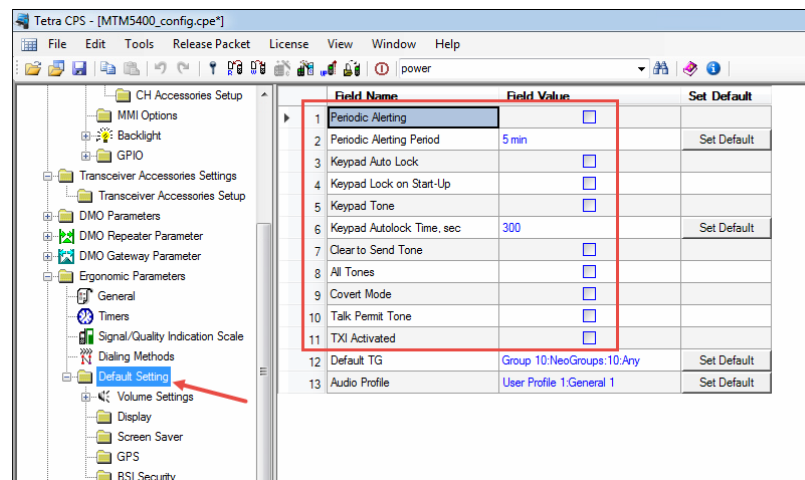 Tetra CPS - [MTM5400_config.cpe*]
File Edit Tools Release Packet License View Window Help
power
CH Accessories Setup
MMI Options
Backlight
GPIO
Transceiver Accessories Settings
Transceiver Accessories Setup
DMO Parameters
DMO Repeater Parameter
DMO Gateway Parameter
Ergonomic Parameters
General
Timers
Signal/Quality Indication Scale
Dialing Methods
Default Setting
Volume Settings
Display
Screen Saver
GPS
BSI Security
Field Name Field Value Set Default
1 Periodic Alerting
2 Periodic Alerting Period 5 min Set Default
3 Keypad Auto Lock
4 Keypad Lock on Start-Up
5 Keypad Tone
6 Keypad Autolock Time, sec 300 Set Default
7 Clear to Send Tone
8 All Tones
9 Covert Mode
10 Talk Permit Tone
11 TXI Activated
12 Default TG Group 10:NeoGroups:10:Any Set Default
13 Audio Profile User Profile 1:General 1 Set Default